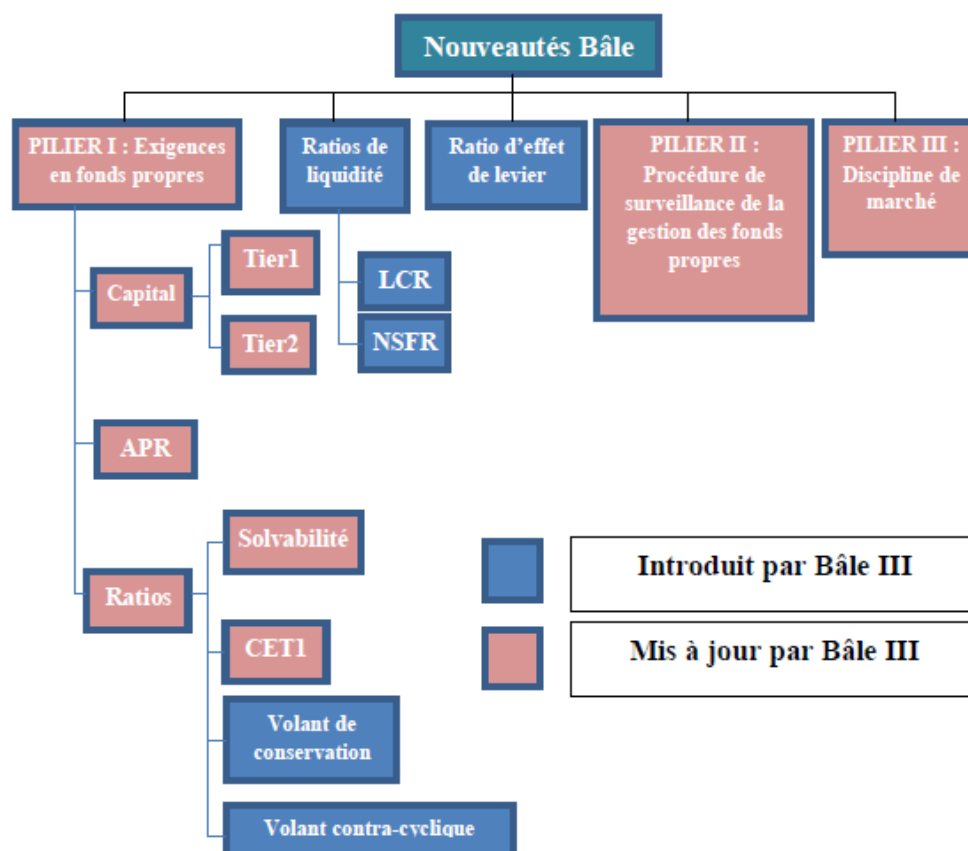 Nouveautés Bâle
PILIER I : Exigences
en fonds propres
Ratios de
liquidité
Ratio d'effet
de levier
PILIER II :
Procédure de
surveillance de la
gestion des fonds
propres
PILIER III :
Discipline de
marché
Capital
Tier1
Tier2
LCR
NSFR
APR
Ratios
Solvabilité
CET1
Volant de
conservation
Volant contra-cyclique
Introduit par Bâle III
Mis à jour par Bâle III